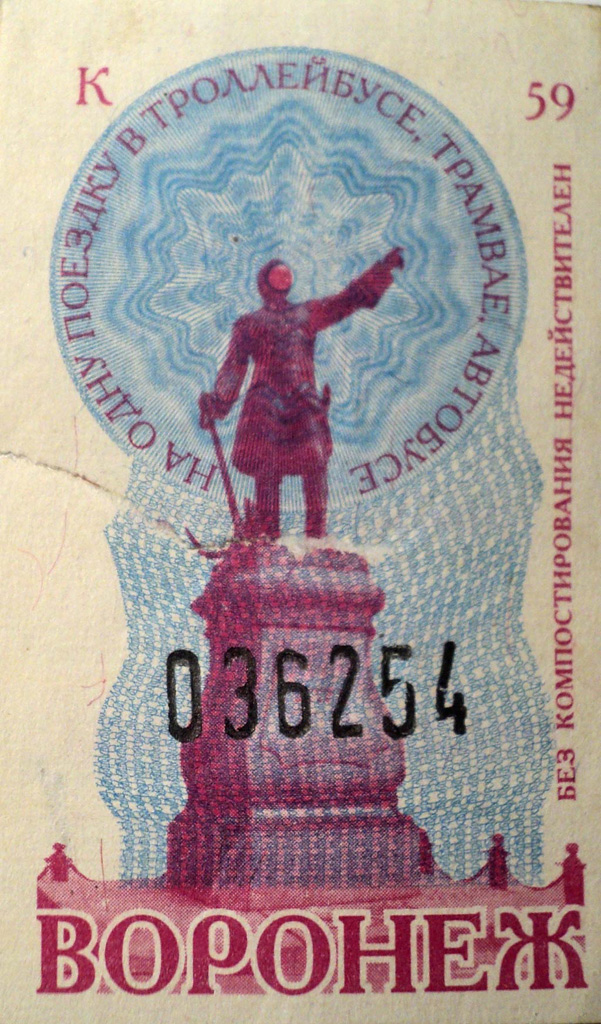 К 59
НА ОДНУ ПОЕЗДКУ В ТРОЛЛЕЙБУСЕ, ТРАМВАЕ, АВТОБУСЕ
БЕЗ КОМПОСТИРОВАНИЯ НЕДЕЙСТВИТЕЛЕН
036254
ВОРОНЕЖ